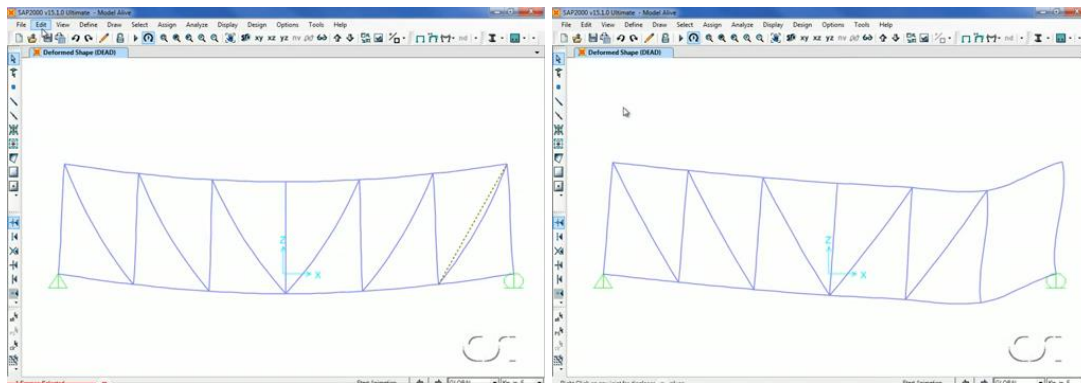 SAP2000 v15.1.0 Ultimate - Model Alive
File Edit View Define Draw Select Assign Analyze Display Design Options Tools Help
xy xz yz nv
Deformed Shape (DEAD)
Z
X
Start Animation GLOBAL
SAP2000 v15.1.0 Ultimate - Model Alive
File Edit View Define Draw Select Assign Analyze Display Design Options Tools Help
xy xz yz nv nd
Deformed Shape (DEAD)
Z
X
Start Animation GLOBAL